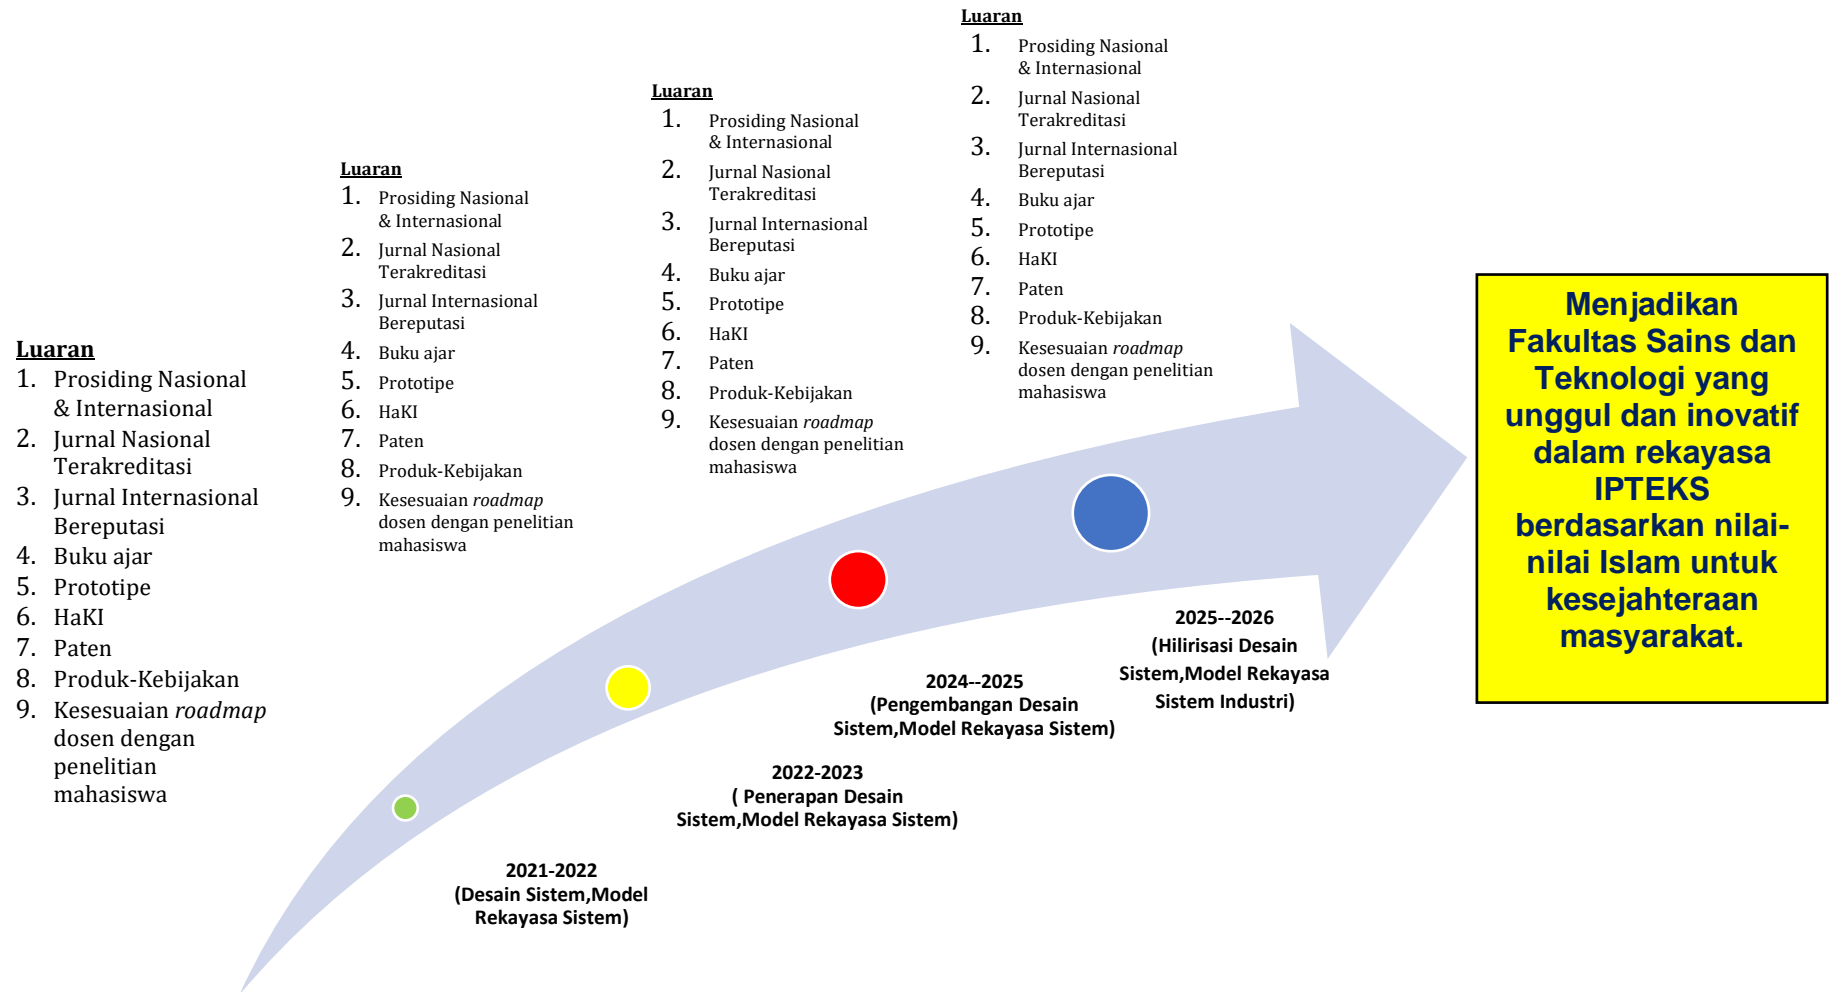 Luaran
1. Prosiding Nasional
& Internasional
2. Jurnal Nasional
Terakreditasi
3. Jurnal Internasional
Bereputasi
4. Buku ajar
5. Prototipe
6. HaKI
7. Paten
8. Produk-Kebijakan
9. Kesesuaian roadmap
dosen dengan
penelitian
mahasiswa
Luaran
1. Prosiding Nasional
& Internasional
2. Jurnal Nasional
Terakreditasi
3. Jurnal Internasional
Bereputasi
4. Buku ajar
5. Prototipe
6. HaKI
7. Paten
8. Produk-Kebijakan
9. Kesesuaian roadmap
dosen dengan penelitian
mahasiswa
Luaran
1. Prosiding Nasional
& Internasional
2. Jurnal Nasional
Terakreditasi
3. Jurnal Internasional
Bereputasi
4. Buku ajar
5. Prototipe
6. HaKI
7. Paten
8. Produk-Kebijakan
9. Kesesuaian roadmap
dosen dengan penelitian
mahasiswa
Luaran
1. Prosiding Nasional
& Internasional
2. Jurnal Nasional
Terakreditasi
3. Jurnal Internasional
Bereputasi
4. Buku ajar
5. Prototipe
6. HaKI
7. Paten
8. Produk-Kebijakan
9. Kesesuaian roadmap
dosen dengan penelitian
mahasiswa
2021-2022
(Desain Sistem,Model
Rekayasa Sistem)
2022-2023
( Penerapan Desain
Sistem,Model Rekayasa Sistem)
2024--2025
(Pengembangan Desain
Sistem,Model Rekayasa Sistem)
2025--2026
(Hilirisasi Desain
Sistem,Model Rekayasa
Sistem Industri)
Menjadikan
Fakultas Sains dan
Teknologi yang
unggul dan inovatif
dalam rekayasa
IPTEKS
berdasarkan nilai-
nilai Islam untuk
kesejahteraan
masyarakat.